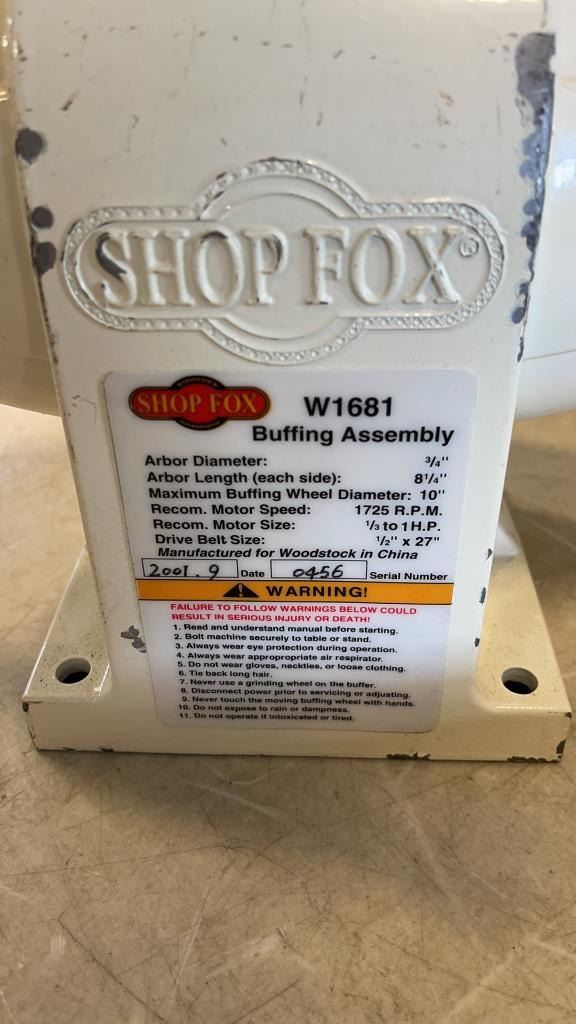 SHOP FOX®
SHOP FOX
W1681
Buffing Assembly
Arbor Diameter: 3/4"
Arbor Length (each side): 8 1/4"
Maximum Buffing Wheel Diameter: 10"
Recom. Motor Speed: 1725 R.P.M.
Recom. Motor Size: 1/3 to 1 H.P.
Drive Belt Size: 1/2" x 27"
Manufactured for Woodstock in China
2001.9 Date 0456 Serial Number
WARNING!
FAILURE TO FOLLOW WARNINGS BELOW COULD
RESULT IN SERIOUS INJURY OR DEATH!
1. Read and understand manual before starting.
2. Bolt machine securely to table or stand.
3. Always wear eye protection during operation.
4. Always wear appropropriate air respirator.
5. Do not wear gloves, neckties, or loose clothing.
6. Tie back long hair.
7. Never use a grinding wheel on the buffer.
8. Disconnect power prior to servicing or adjusting.
9. Never touch the moving buffing wheel with hands.
10. Do not expose to rain or dampness.
11. Do not operate if intoxicated or tired.